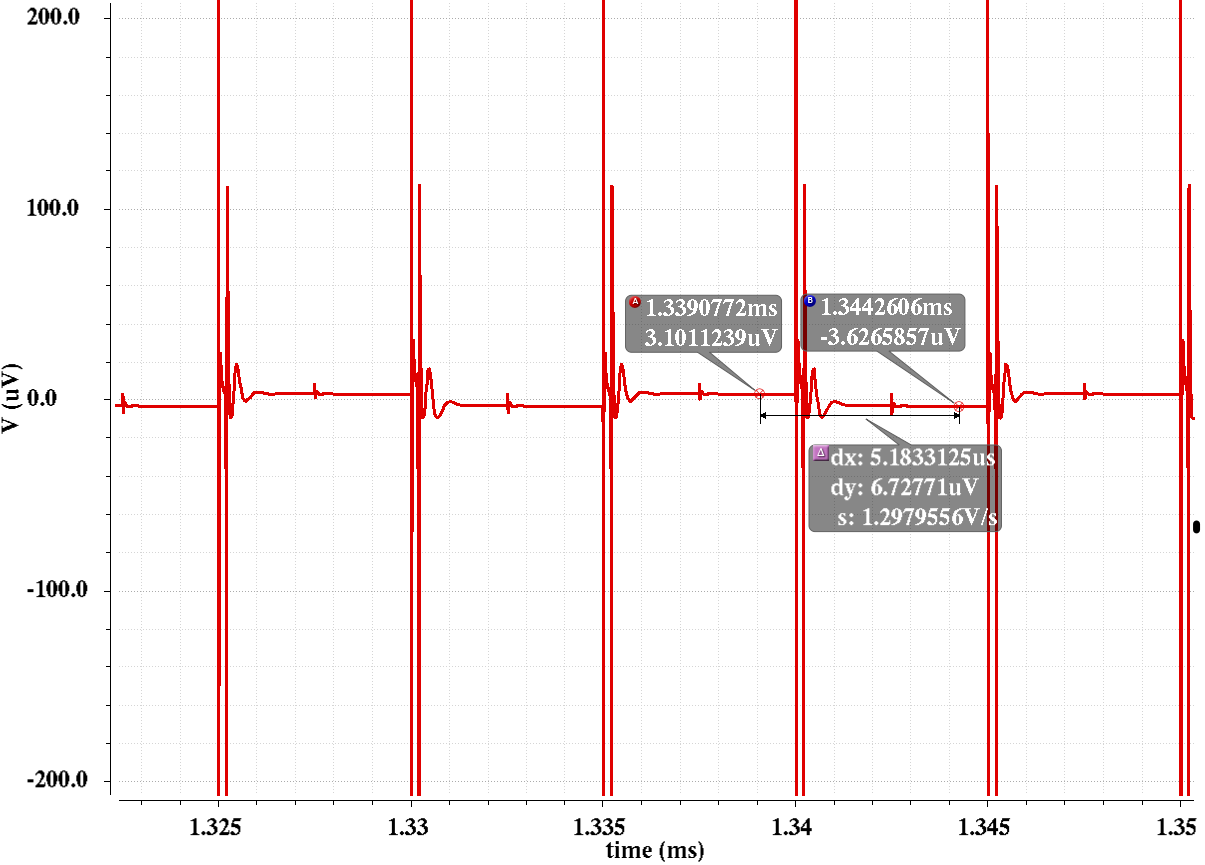 200.0
100.0
0.0
-100.0
-200.0
V (uV)
A 1.3390772ms
3.1011239uV
B 1.3442606ms
-3.6265857uV
Δ dx: 5.1833125us
dy: 6.72771uV
s: 1.2979556V/s
1.325 1.33 1.335 1.34 1.345 1.35
time (ms)